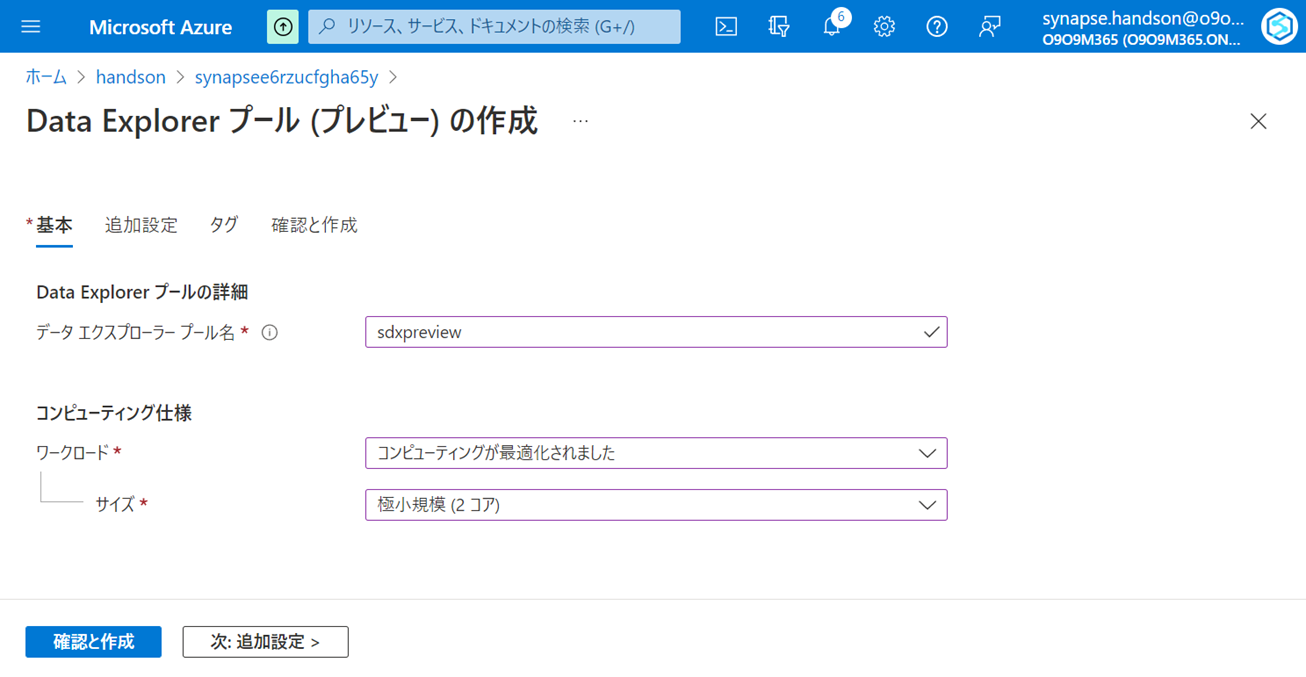 Microsoft Azure
リソース、サービス、ドキュメントの検索 (G+/)
6
synapse.handson@o9o...
O9O9M365 (O9O9M365.ON...
ホーム > handson > synapsee6rzucfgha65y >
Data Explorer プール (プレビュー) の作成 ...
* 基本 追加設定 タグ 確認と作成
Data Explorer プールの詳細
データ エクスプローラー プール名 *
sdxpreview
コンピューティング仕様
ワークロード *
コンピューティングが最適化されました
サイズ *
極小規模 (2 コア)
確認と作成
次: 追加設定 >